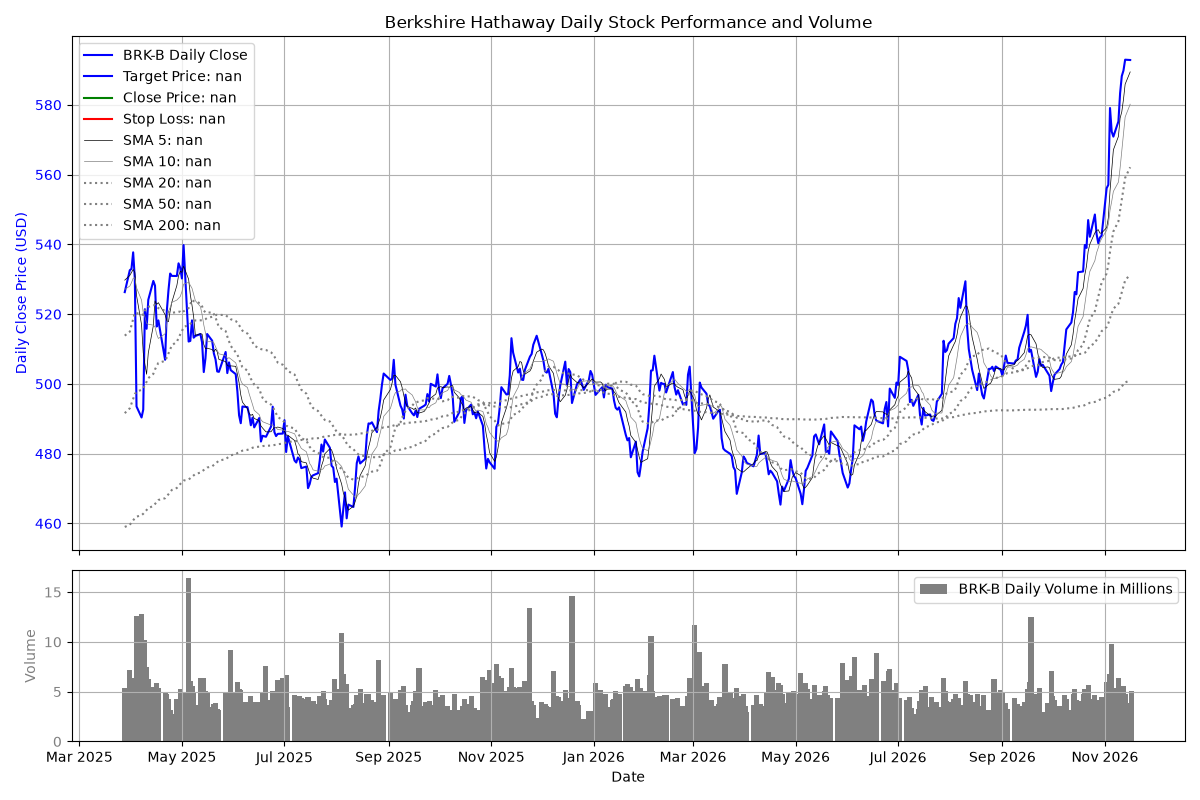 Berkshire Hathaway Daily Stock Performance and Volume
BRK-B Daily Close
Target Price: nan
Close Price: nan
Stop Loss: nan
SMA 5: nan
SMA 10: nan
SMA 20: nan
SMA 50: nan
SMA 200: nan
Daily Close Price (USD)
580
560
540
520
500
480
460
BRK-B Daily Volume in Millions
Volume
15
10
5
0
Mar 2025 May 2025 Jul 2025 Sep 2025 Nov 2025 Jan 2026 Mar 2026 May 2026 Jul 2026 Sep 2026 Nov 2026
Date